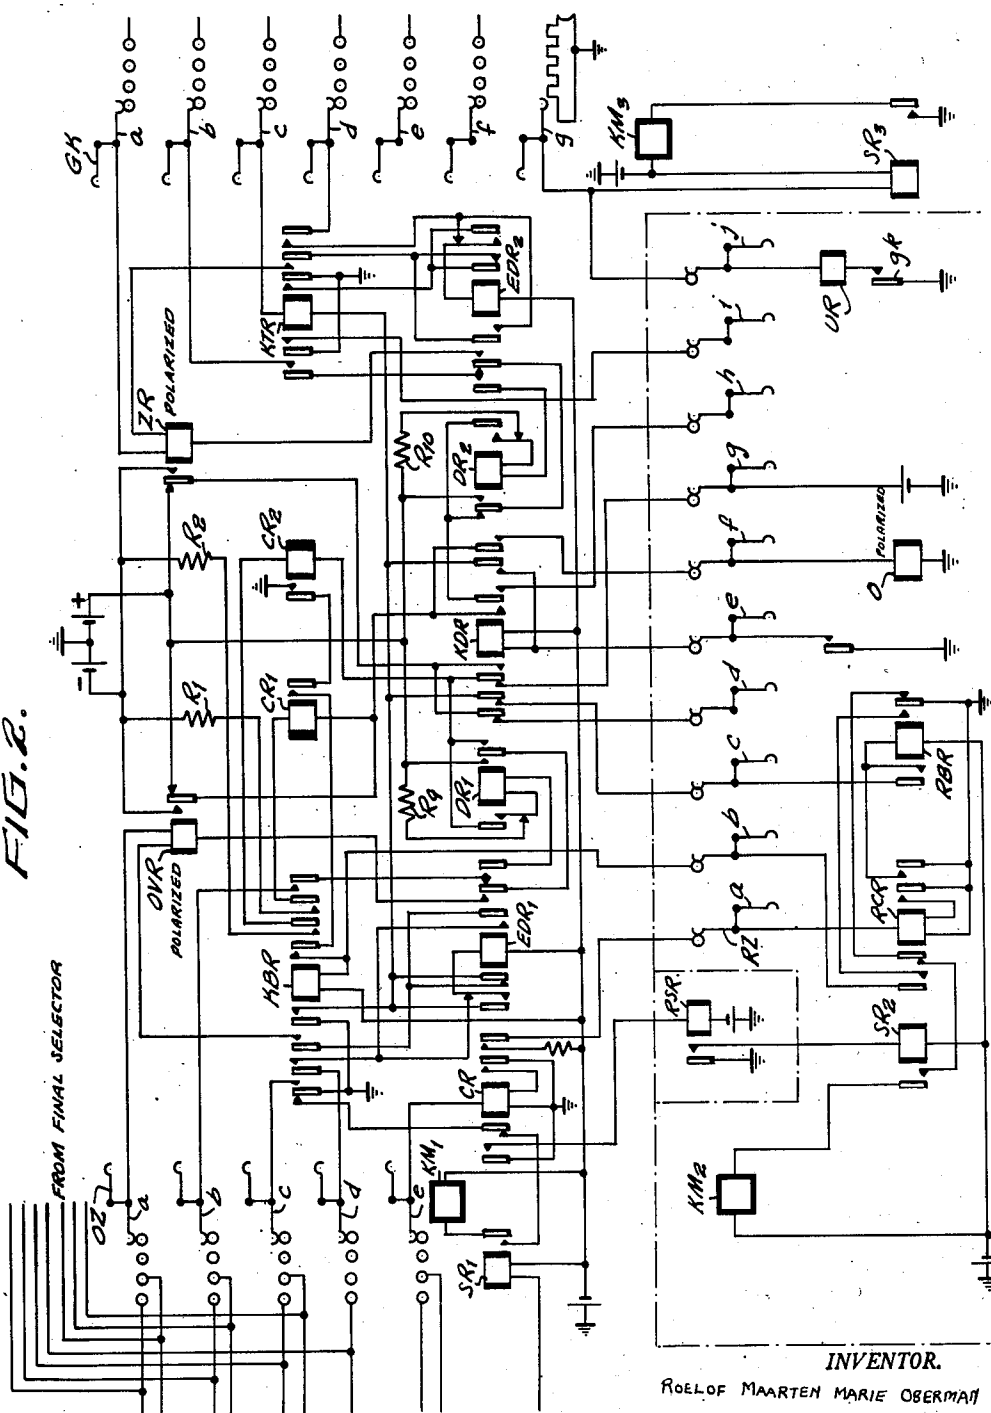 FIG. 2.
FROM FINAL SELECTOR
OZ
a
b
c
d
e
OVR
POLARIZED
ZR
POLARIZED
GK
a
b
c
d
e
f
g
- +
R1
R2
KBR
CR1
CR2
KTR
R9
R10
EDR1
DR1
KDR
DR2
EDR2
CR
KM1
SR1
KM3
SR3
RZ
a
b
c
d
e
f
g
h
i
j
RSR
KM2
SR2
RCR
RBR
O
POLARIZED
UR
gk
INVENTOR.
ROELOF MAARTEN MARIE OBERMAN